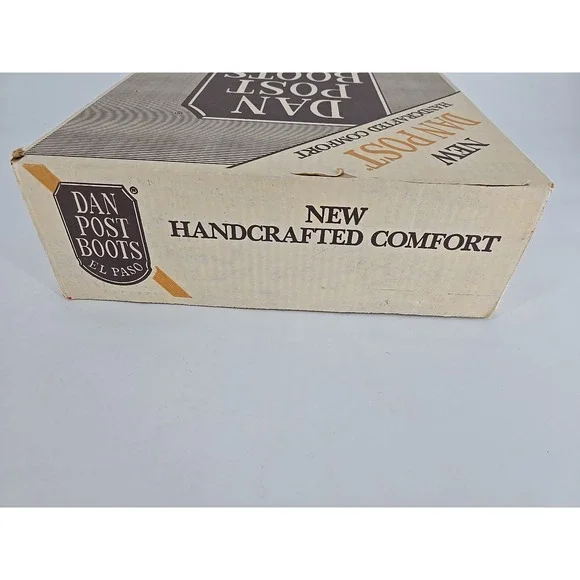 DAN
POST
BOOTS
®
NEW
DAN POST
HANDCRAFTED COMFORT
DAN
POST
BOOTS
EL PASO
®
NEW
HANDCRAFTED COMFORT